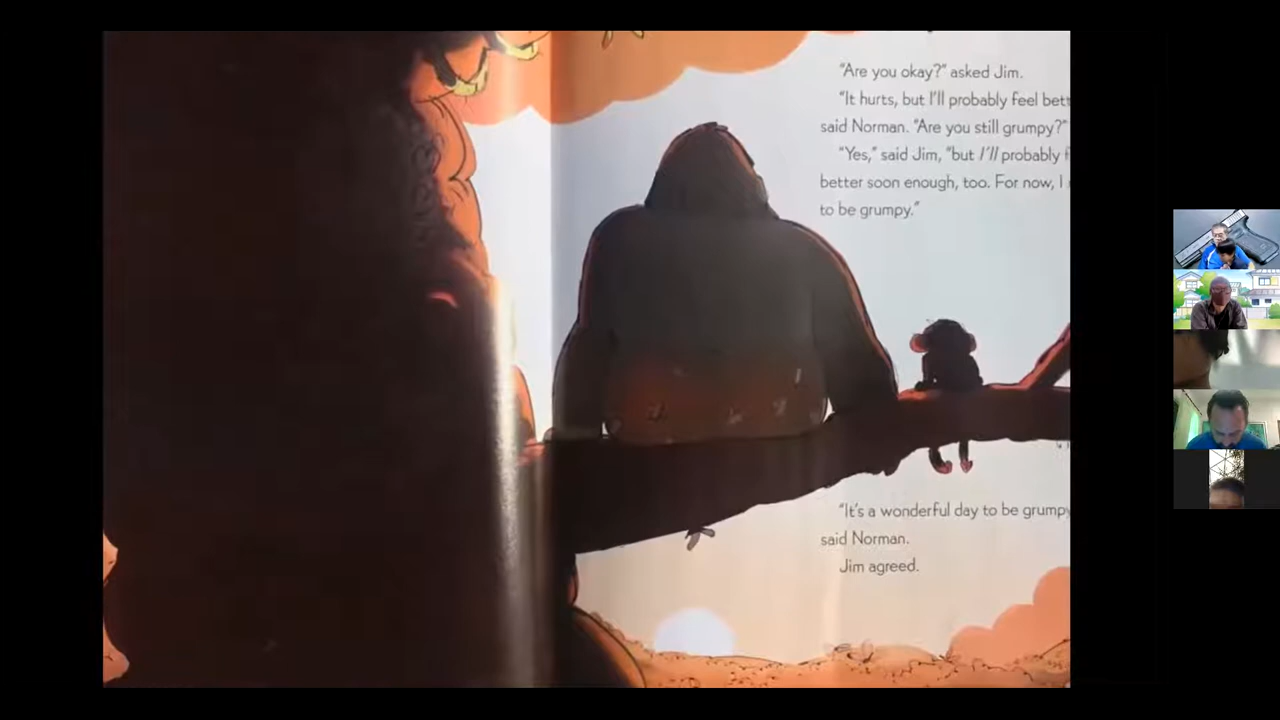 "Are you okay?" asked Jim.
"It hurts, but I'll probably feel
said Norman. "Are you still grumpy?"
"Yes," said Jim, "but I'll probably
better soon enough, too. For now, I
to be grumpy."
"It's a wonderful day to be grumpy
said Norman.
Jim agreed.